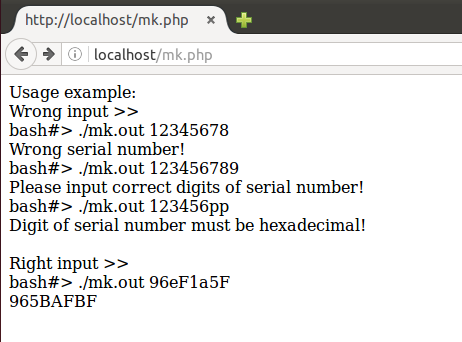 http://localhost/mk.php
localhost/mk.php
Usage example:
Wrong input >>
bash#> ./mk.out 12345678
Wrong serial number!
bash#> ./mk.out 123456789
Please input correct digits of serial number!
bash#> ./mk.out 123456pp
Digit of serial number must be hexadecimal!
Right input >>
bash#> ./mk.out 96eF1a5F
965BAFBF